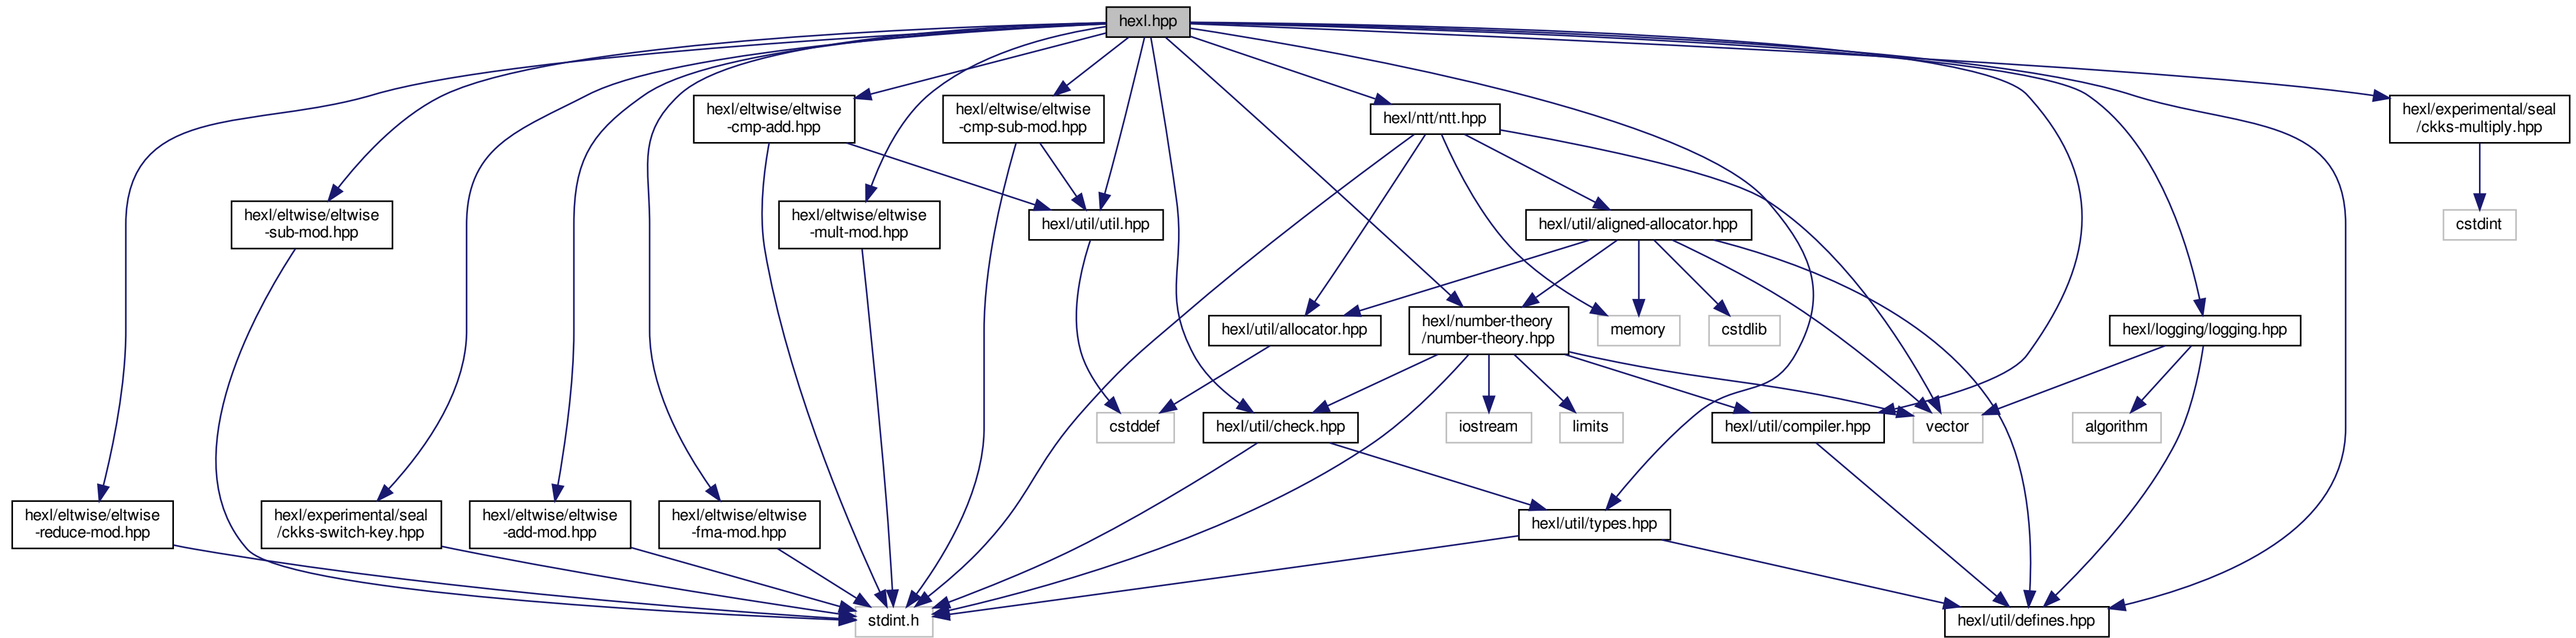 hexl.hpp
hexl/eltwise/eltwise
-cmp-add.hpp
hexl/eltwise/eltwise
-cmp-sub-mod.hpp
hexl/ntt/ntt.hpp
hexl/experimental/seal
/ckks-multiply.hpp
hexl/eltwise/eltwise
-sub-mod.hpp
hexl/eltwise/eltwise
-mult-mod.hpp
hexl/util/util.hpp
hexl/util/aligned-allocator.hpp
cstdint
hexl/util/allocator.hpp
hexl/number-theory
/number-theory.hpp
memory
cstdlib
hexl/logging/logging.hpp
cstddef
hexl/util/check.hpp
iostream
limits
hexl/util/compiler.hpp
vector
algorithm
hexl/eltwise/eltwise
-reduce-mod.hpp
hexl/experimental/seal
/ckks-switch-key.hpp
hexl/eltwise/eltwise
-add-mod.hpp
hexl/eltwise/eltwise
-fma-mod.hpp
hexl/util/types.hpp
stdint.h
hexl/util/defines.hpp